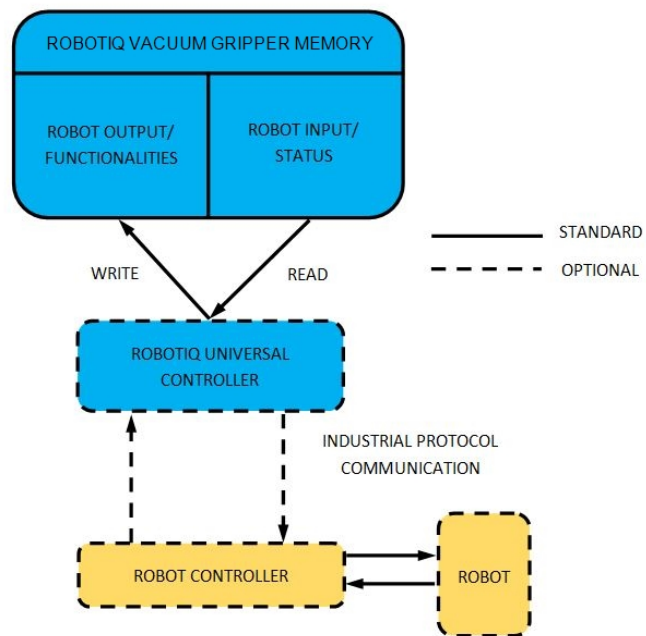 ROBOTIQ VACUUM GRIPPER MEMORY
ROBOT OUTPUT/
FUNCTIONALITIES
ROBOT INPUT/
STATUS
WRITE
READ
STANDARD
OPTIONAL
ROBOTIQ UNIVERSAL
CONTROLLER
INDUSTRIAL PROTOCOL
COMMUNICATION
ROBOT CONTROLLER
ROBOT